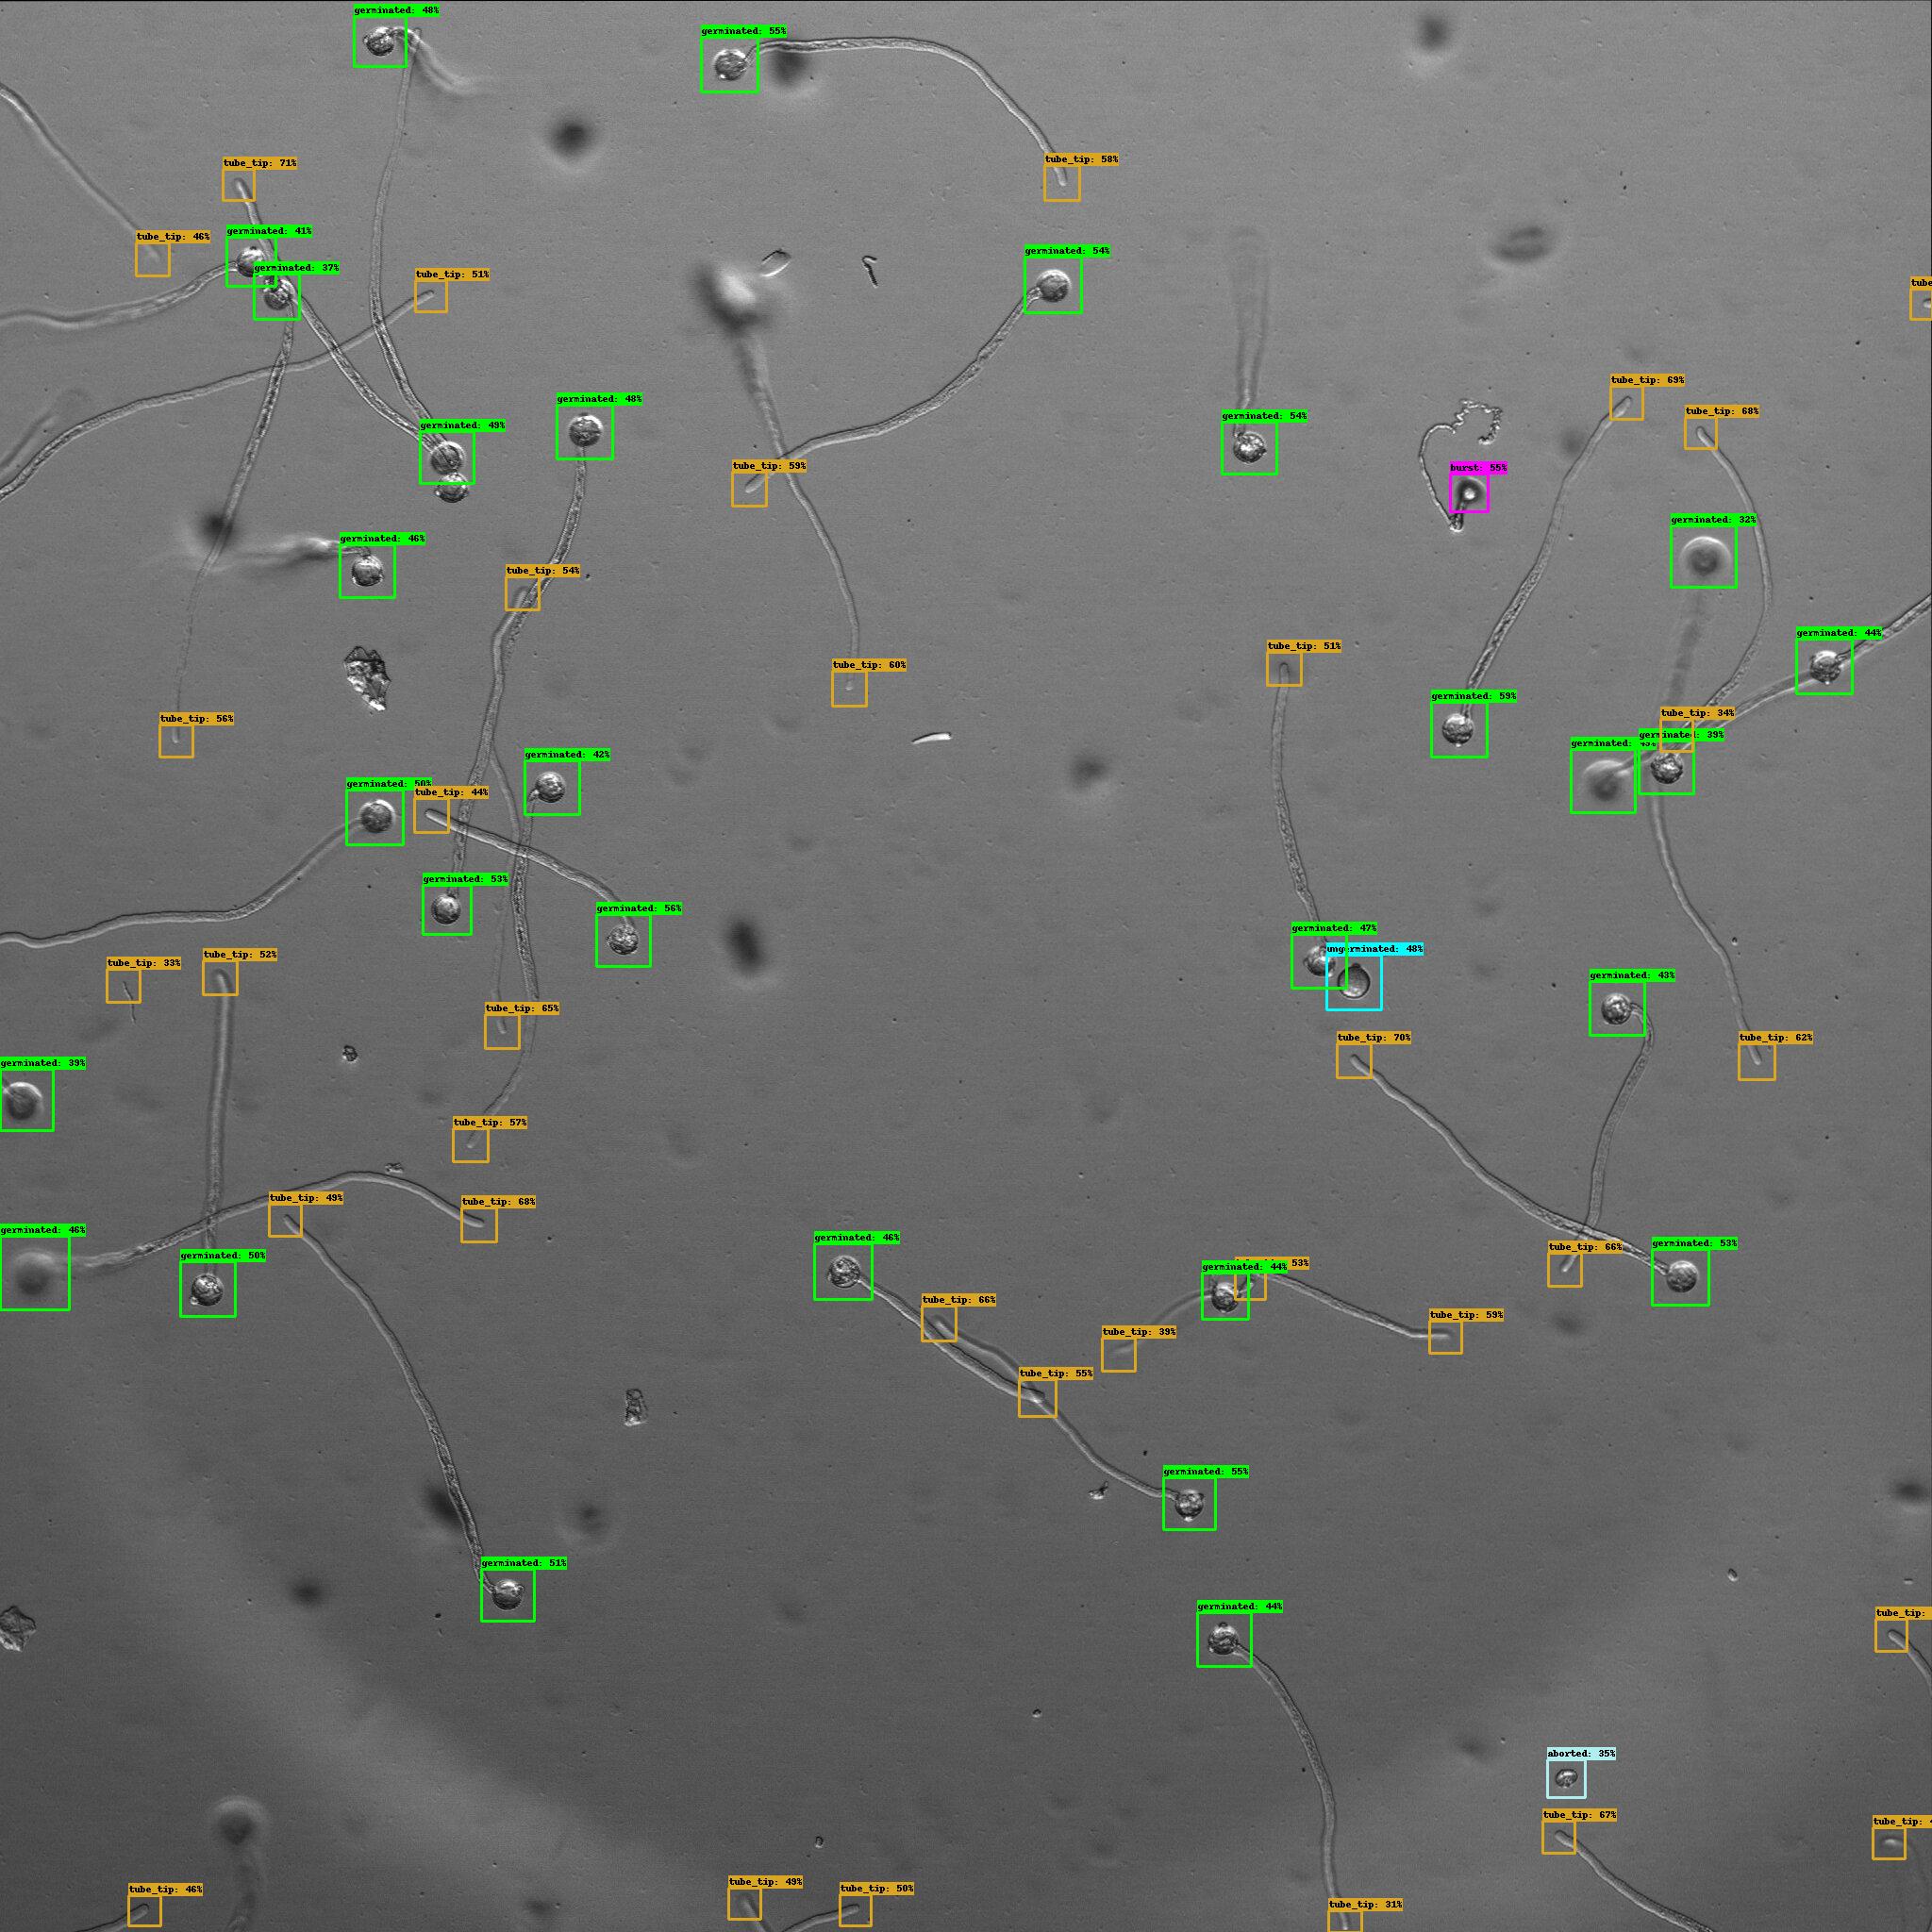 germinated: 48%
germinated: 55%
tube_tip: 58%
tube_tip: 71%
germinated: 41%
tube_tip: 46%
germinated: 37%
tube_tip: 51%
germinated: 54%
tube
tube_tip: 69%
germinated: 48%
tube_tip: 68%
germinated: 54%
germinated: 49%
tube_tip: 59%
burst: 55%
germinated: 32%
germinated: 46%
tube_tip: 54%
germinated: 44%
tube_tip: 51%
tube_tip: 60%
germinated: 59%
tube_tip: 34%
tube_tip: 56%
germinated: 39%
germinated:
germinated: 42%
germinated: 50%
tube_tip: 44%
germinated: 53%
germinated: 56%
germinated: 47%
ungerminated: 48%
tube_tip: 52%
tube_tip: 33%
germinated: 43%
tube_tip: 65%
tube_tip: 70%
tube_tip: 62%
germinated: 39%
tube_tip: 57%
tube_tip: 49%
tube_tip: 68%
germinated: 46%
germinated: 46%
germinated: 53%
tube_tip: 66%
germinated: 50%
53%
germinated: 44%
tube_tip: 66%
tube_tip: 59%
tube_tip: 39%
tube_tip: 55%
germinated: 55%
germinated: 51%
germinated: 44%
tube_tip:
aborted: 35%
tube_tip: 67%
tube_tip:
tube_tip: 49%
tube_tip: 46%
tube_tip: 50%
tube_tip: 31%